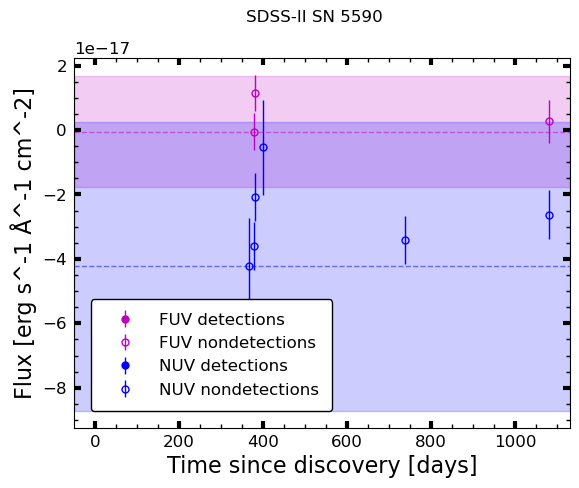 SDSS-II SN 5590
1e−17
2
0
−2
−4
−6
−8
Flux [erg s^-1 Å^-1 cm^-2]
FUV detections
FUV nondetections
NUV detections
NUV nondetections
0 200 400 600 800 1000
Time since discovery [days]